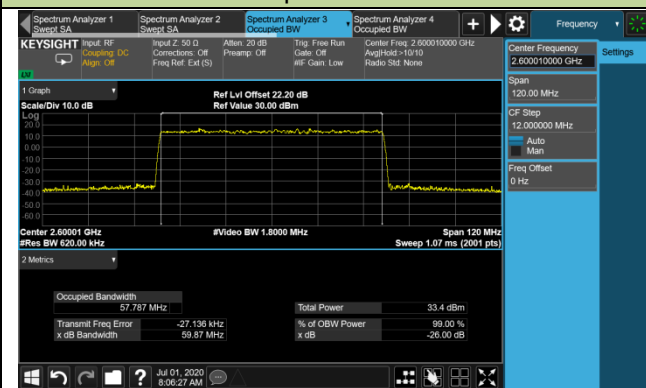 Spectrum Analyzer 1
Swept SA
Spectrum Analyzer 2
Swept SA
Spectrum Analyzer 3
Occupied BW
Spectrum Analyzer 4
Occupied BW
Frequency
KEYSIGHT
Input: RF
Coupling: DC
Align: Off
Input Z: 50 Ω
Corrections: Off
Freq Ref: Ext (S)
Atten: 20 dB
Preamp: Off
Trig: Free Run
Gate: Off
#IF Gain: Low
Center Freq: 2.600010000 GHz
Avg|Hold:>10/10
Radio Std: None
Center Frequency
2.600010000 GHz
Settings
Span
120.00 MHz
CF Step
12.000000 MHz
Auto
Man
Freq Offset
0 Hz
1 Graph
Scale/Div 10.0 dB
Ref Lvl Offset 22.20 dB
Ref Value 30.00 dBm
Log
20.0
10.0
0.00
-10.0
-20.0
-30.0
-40.0
-50.0
-60.0
Center 2.60001 GHz
#Video BW 1.8000 MHz
Span 120 MHz
#Res BW 620.00 kHz
Sweep 1.07 ms (2001 pts)
2 Metrics
Occupied Bandwidth
57.787 MHz
Total Power 33.4 dBm
Transmit Freq Error -27.136 kHz
% of OBW Power 99.00 %
x dB Bandwidth 59.87 MHz
x dB -26.00 dB
Jul 01, 2020
8:06:27 AM